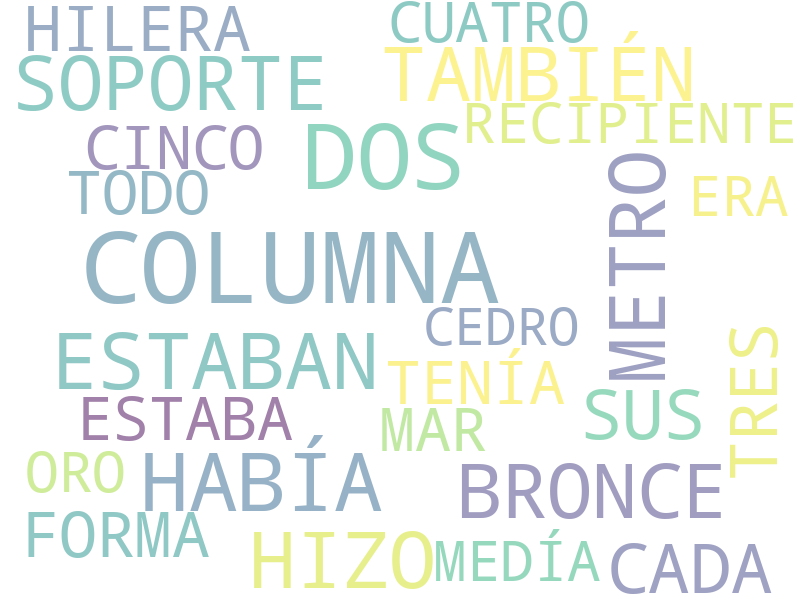 HILERA
CUATRO
SOPORTE
TAMBIÉN
RECIPIENTE
CINCO
DOS
TODO
METRO
ERA
COLUMNA
CEDRO
ESTABAN
TRES
TENÍA
ESTABA
MAR
SUS
ORO
HABÍA
BRONCE
FORMA
HIZO
MEDÍA
CADA